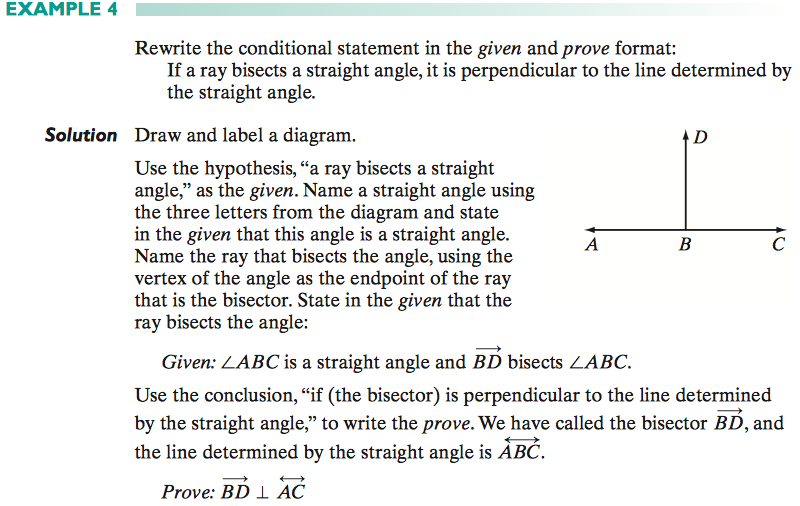 EXAMPLE 4
Rewrite the conditional statement in the given and prove format:
If a ray bisects a straight angle, it is perpendicular to the line determined by
the straight angle.
Solution Draw and label a diagram.
Use the hypothesis, “a ray bisects a straight
angle,” as the given. Name a straight angle using
the three letters from the diagram and state
in the given that this angle is a straight angle.
Name the ray that bisects the angle, using the
vertex of the angle as the endpoint of the ray
that is the bisector. State in the given that the
ray bisects the angle:
D
A B C
Given: ∠ABC is a straight angle and $\overrightarrow{BD}$ bisects ∠ABC.
Use the conclusion, “if (the bisector) is perpendicular to the line determined
by the straight angle,” to write the prove. We have called the bisector $\overrightarrow{BD}$, and
the line determined by the straight angle is $\overleftrightarrow{ABC}$.
Prove: $\overrightarrow{BD}$ ⊥ $\overleftrightarrow{AC}$